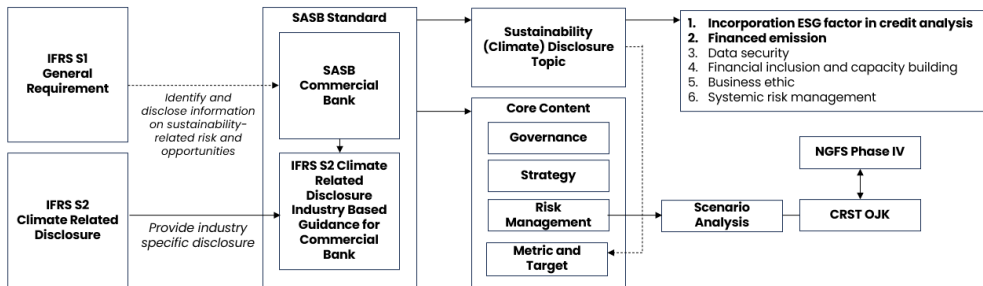 IFRS S1
General
Requirement
IFRS S2
Climate Related
Disclosure
Identify and
disclose information
on sustainability-
related risk and
opportunities
Provide industry
specific disclosure
SASB Standard
SASB
Commercial
Bank
IFRS S2 Climate
Related
Disclosure
Industry Based
Guidance for
Commercial
Bank
Sustainability
(Climate) Disclosure
Topic
Core Content
Governance
Strategy
Risk
Management
Metric and
Target
1. Incorporation ESG factor in credit analysis
2. Financed emission
3. Data security
4. Financial inclusion and capacity building
5. Business ethic
6. Systemic risk management
Scenario
Analysis
NGFS Phase IV
CRST OJK